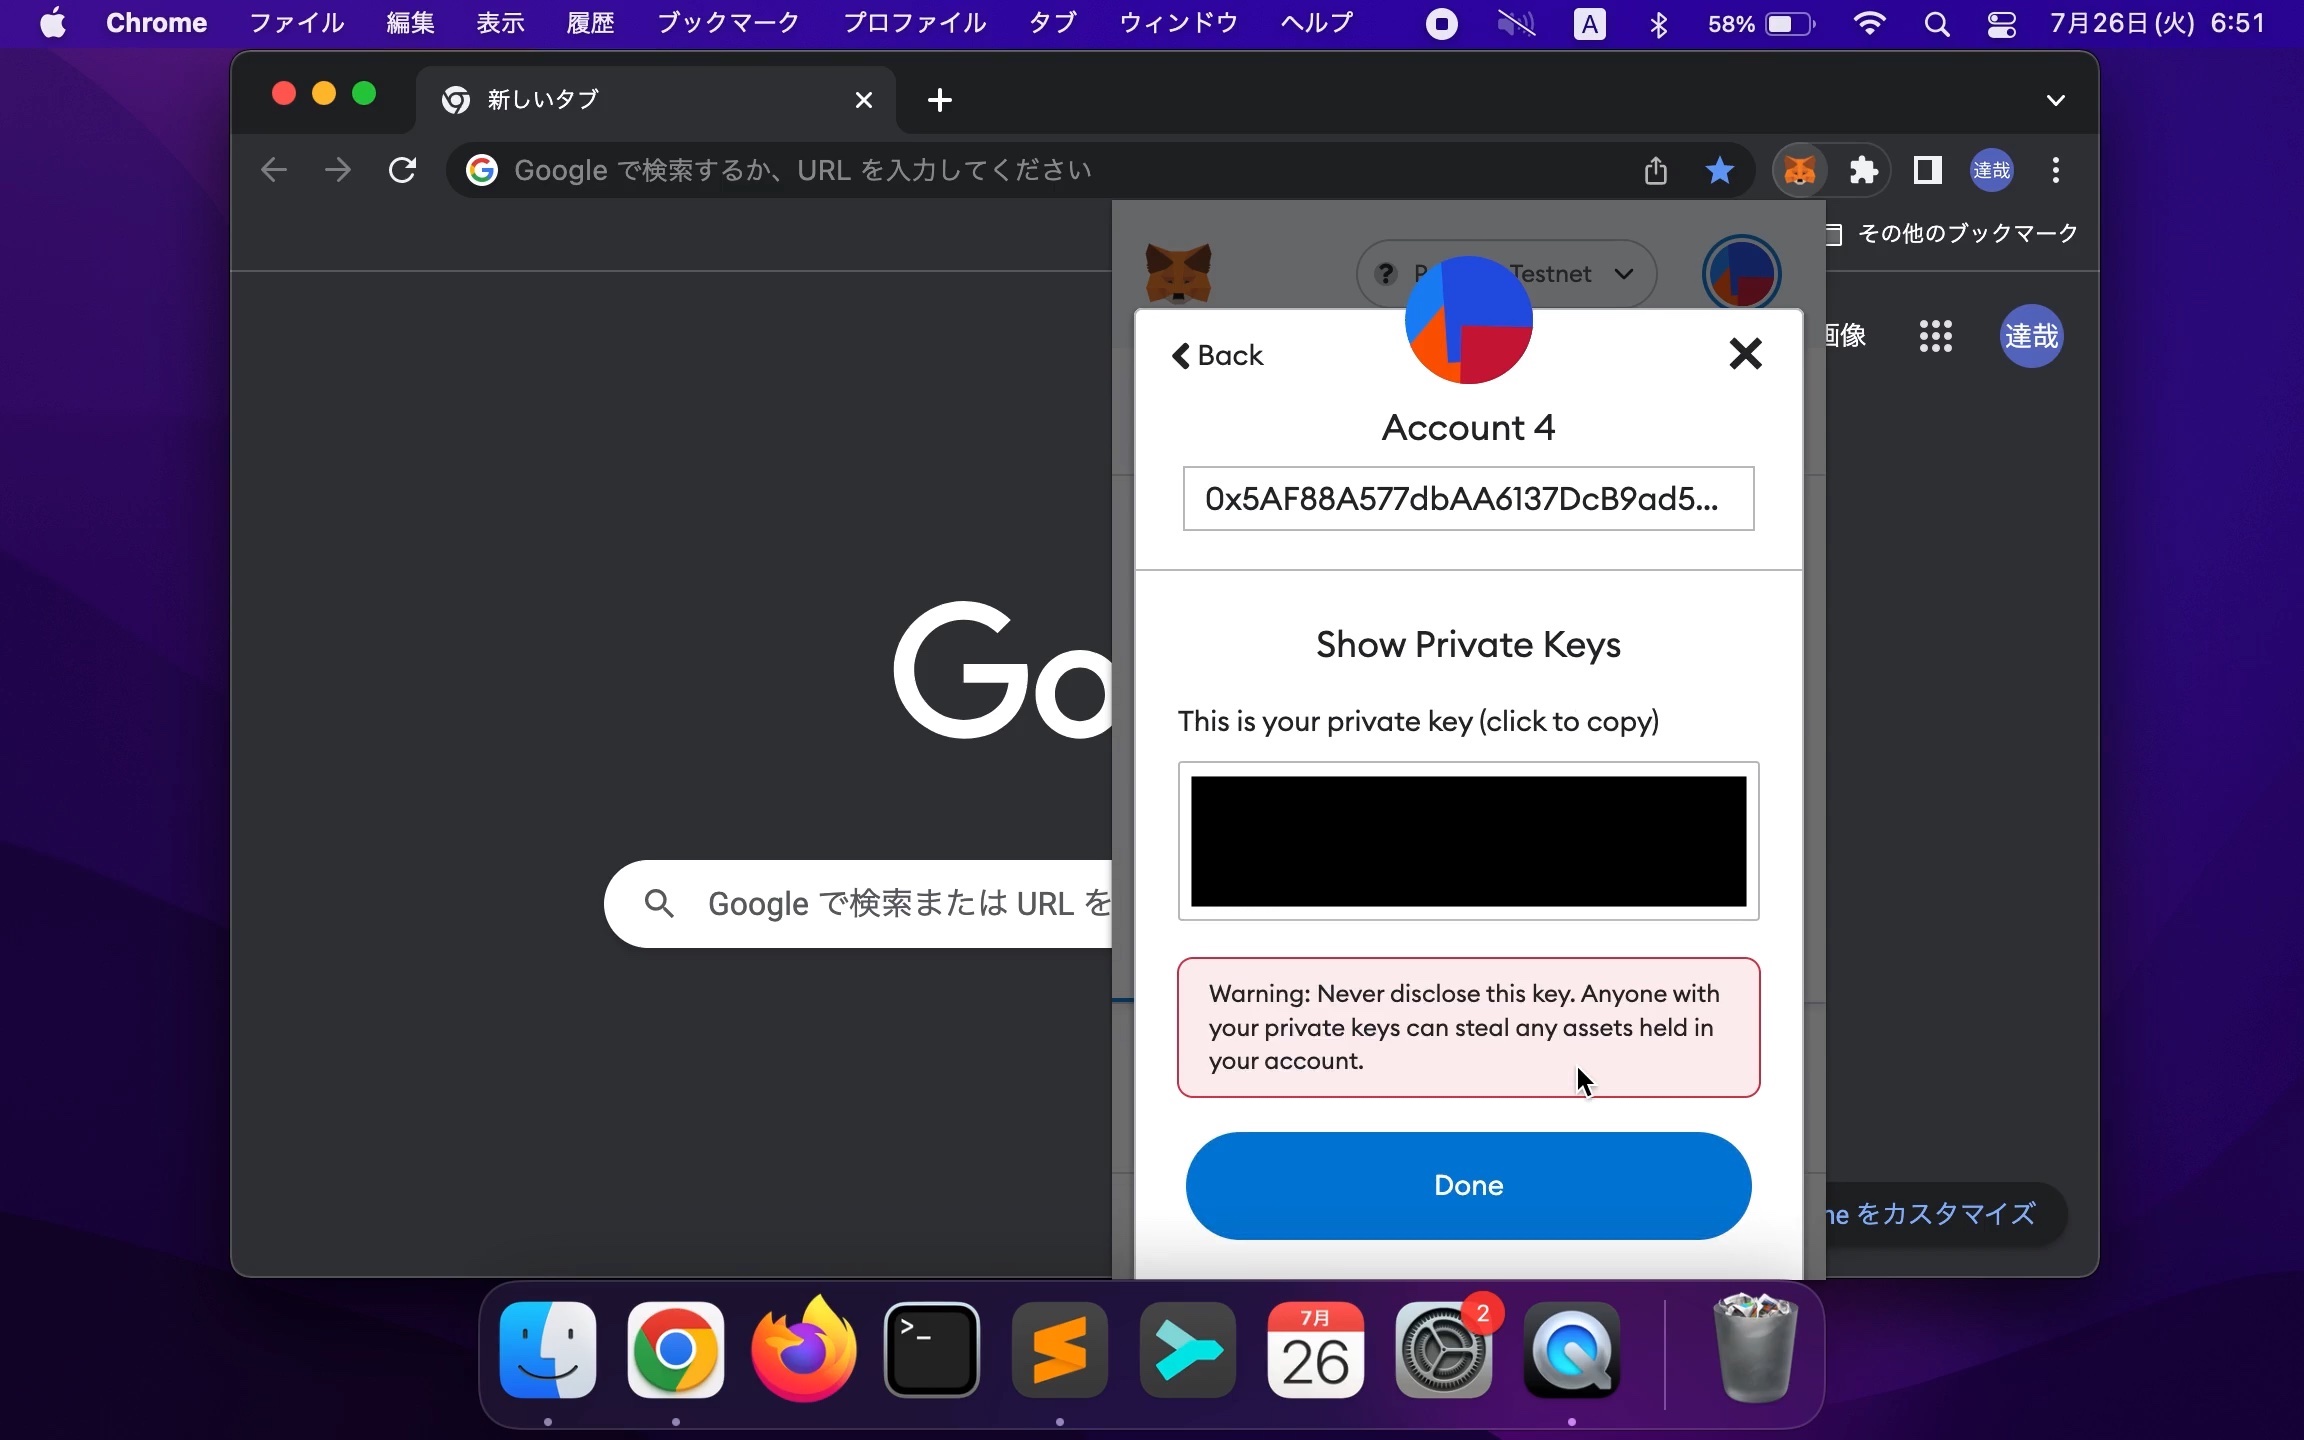 Chrome ファイル 編集 表示 履歴 ブックマーク プロファイル タブ ウィンドウ ヘルプ A 58% 7月26日(火) 6:51
新しいタブ
Google で検索するか、URL を入力してください 達哉
その他のブックマーク
Testnet
画像 達哉
Back
Account 4
0x5AF88A577dbAA6137DcB9ad5...
Show Private Keys
Go
This is your private key (click to copy)
Google で検索または URL を
Warning: Never disclose this key. Anyone with
your private keys can steal any assets held in
your account.
Done
をカスタマイズ
7月
26
2